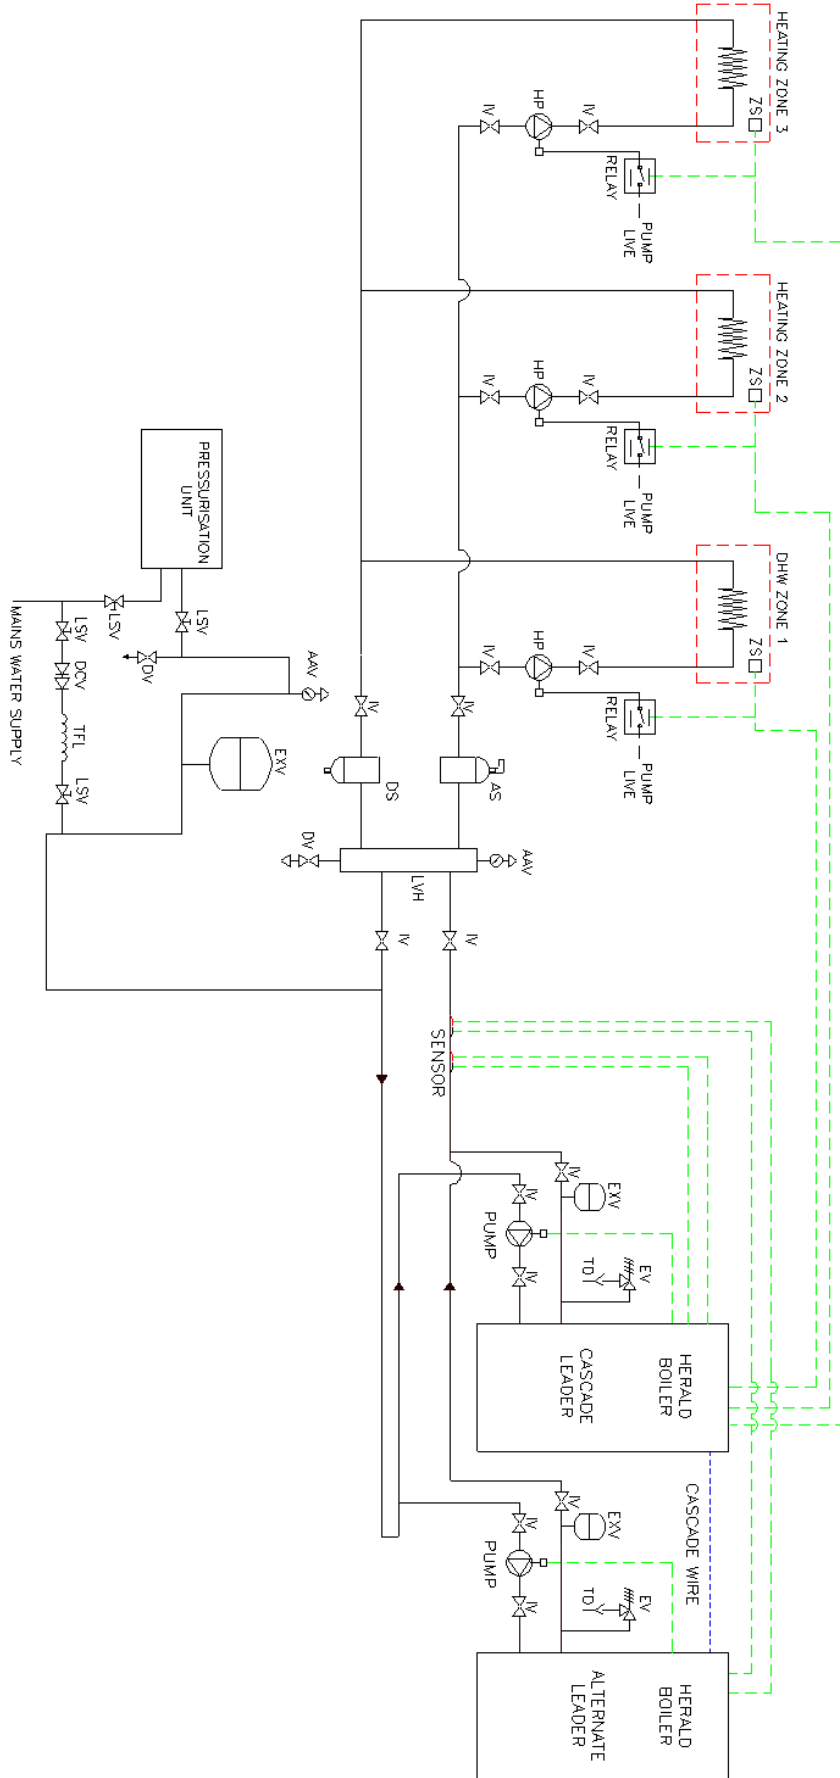 HEATING ZONE 3
ZS
IV
HP
IV
RELAY
PUMP
LIVE
HEATING ZONE 2
ZS
IV
HP
IV
RELAY
PUMP
LIVE
DHW ZONE 1
ZS
IV
HP
IV
RELAY
PUMP
LIVE
PRESSURISATION
UNIT
LSV
LSV
MAINS WATER SUPPLY
LSV
DCV
TFL
LSV
DV
AAV
EXV
IV
IV
DS
AS
DV
LVH
AAV
IV
IV
SENSOR
IV
EXV
IV
PUMP
IV
TD
EV
HERALD
BOILER
CASCADE
LEADER
CASCADE WIRE
IV
EXV
IV
PUMP
IV
TD
EV
HERALD
BOILER
ALTERNATE
LEADER